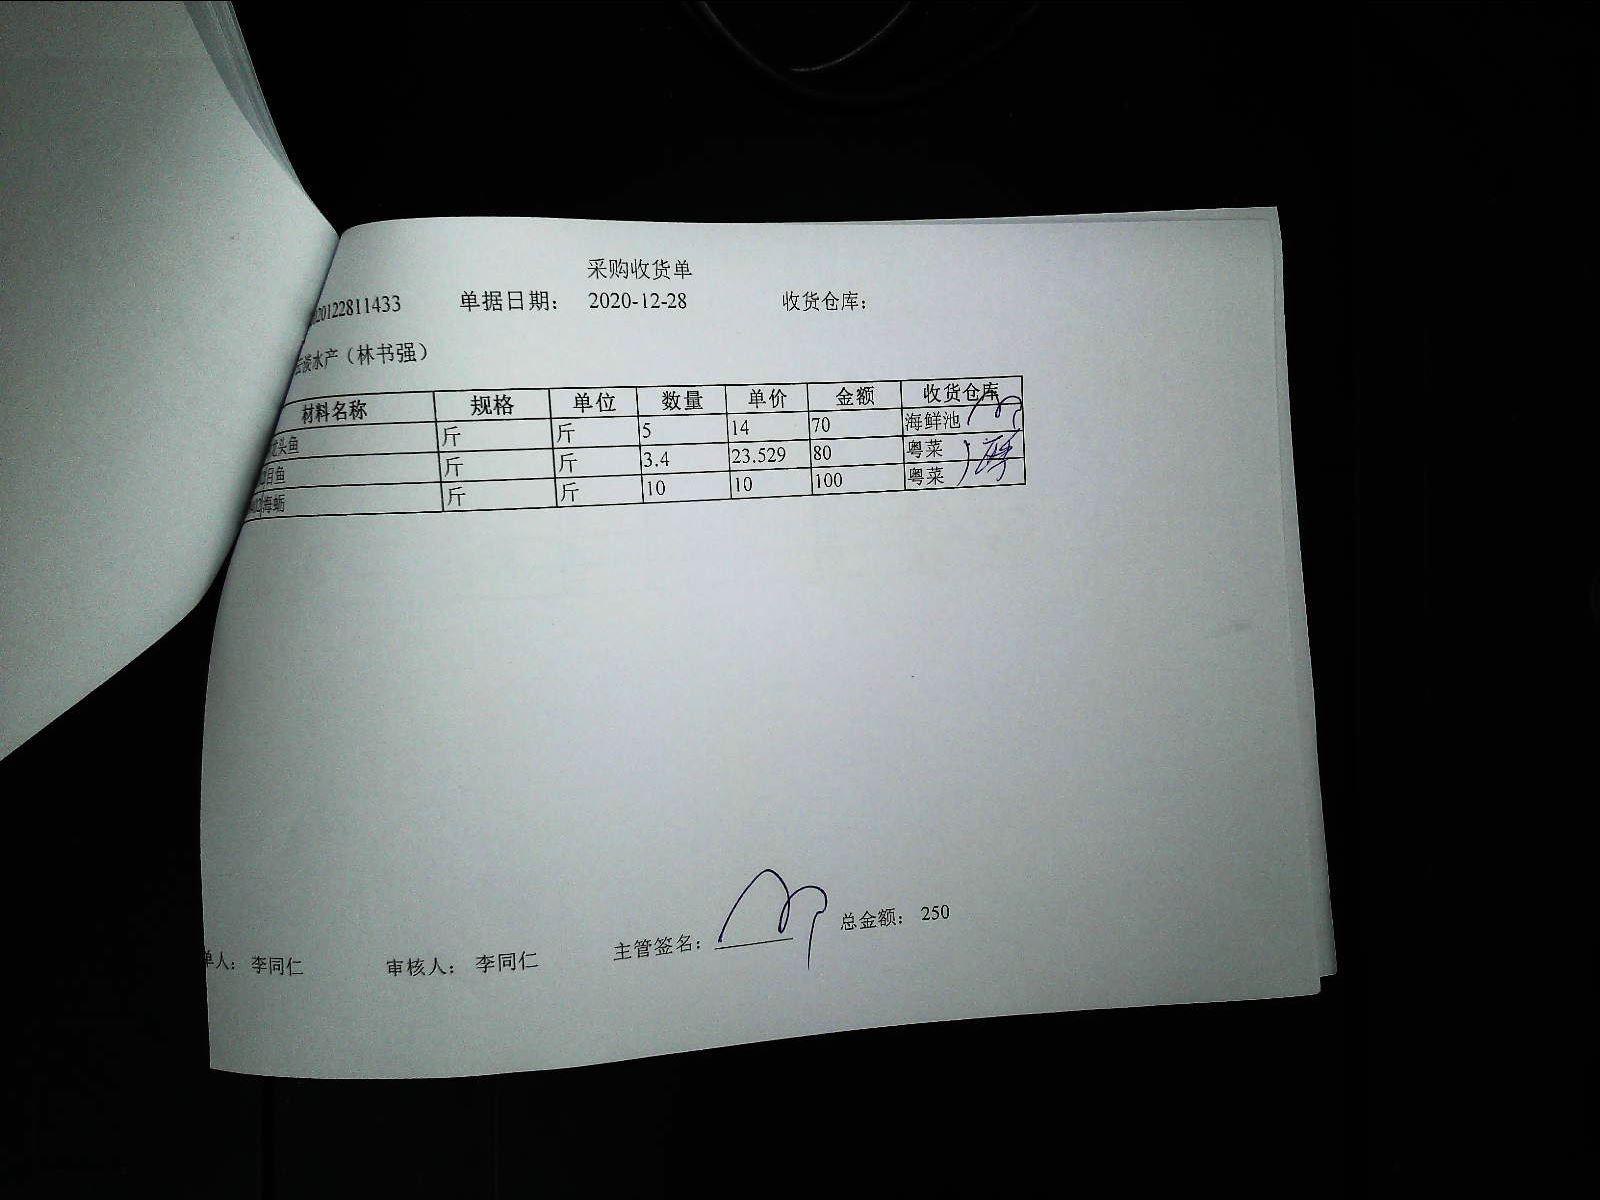 采购收货单
20122811433 单据日期： 2020-12-28 收货仓库：
淡水产（林书强）
材料名称 规格 单位 数量 单价 金额 收货仓库
龙头鱼 斤 斤 5 14 70 海鲜池
目鱼 斤 斤 3.4 23.529 80 粤菜
海蛎 斤 斤 10 10 100 粤菜
单人： 李同仁 审核人： 李同仁 主管签名： 总金额： 250